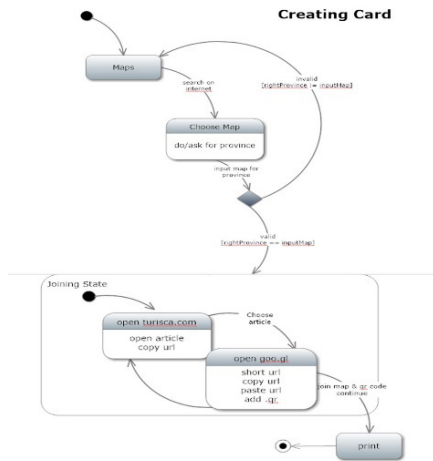 Creating Card
Maps
search on
internet
invalid
[rightProvince != inputMap]
Choose Map
do/ask for province
input map for
province
valid
[rightProvince == inputMap]
Joining State
open turisca.com
open article
copy url
Choose
article
open goo.gl
short url
copy url
paste url
add .qr
join map & qr code
continue
print